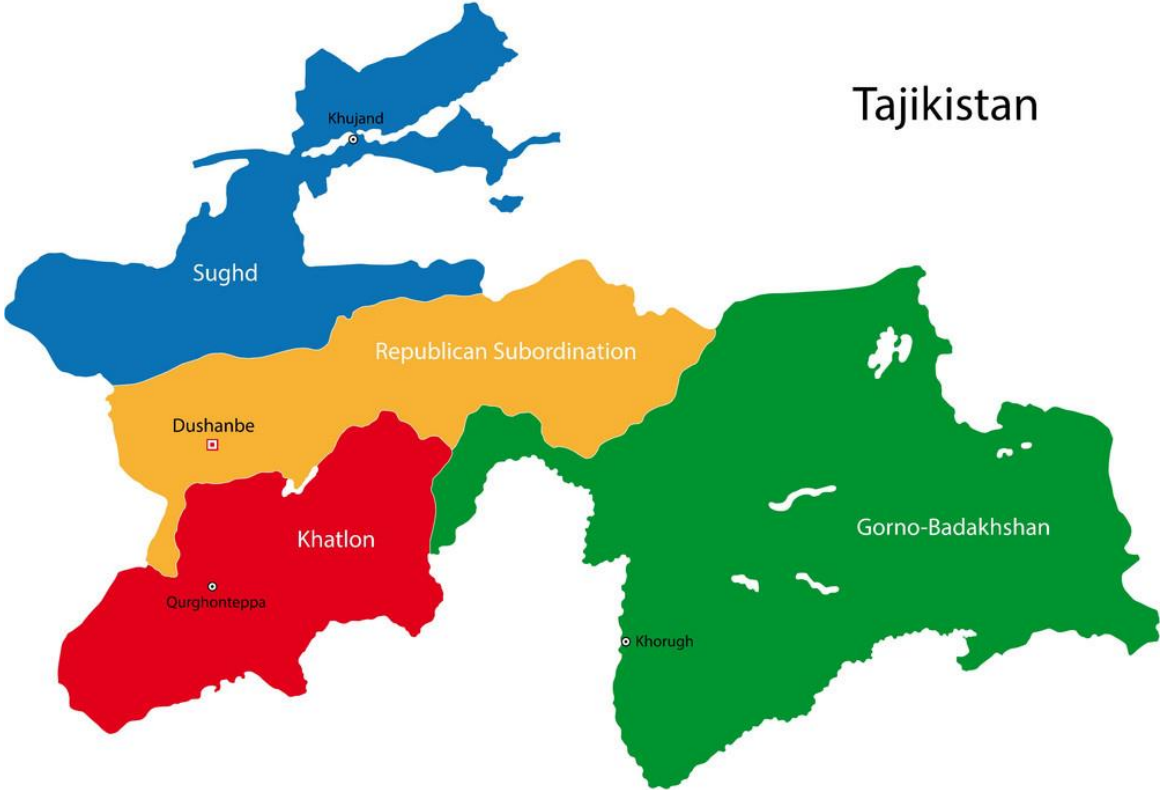 Tajikistan
Khujand
Sughd
Republican Subordination
Dushanbe
Gorno-Badakhshan
Khatlon
Qurghonteppa
Khorugh